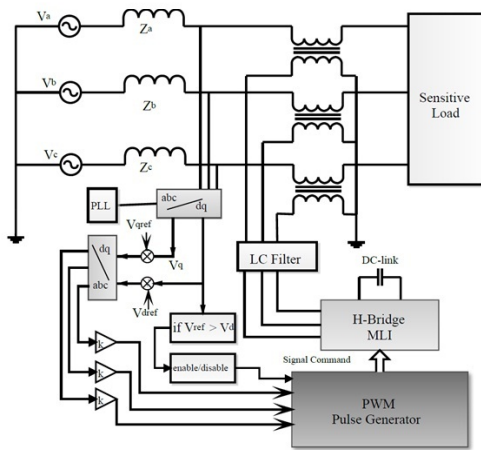 Va
Za
Vb
Zb
Sensitive
Load
Vc
Zc
abc
dq
PLL
Vqref
Vq
dq
abc
Vdref
LC Filter
DC-link
if Vref > Vd
H-Bridge
MLI
enable/disable
Signal Command
k
k
k
PWM
Pulse Generator